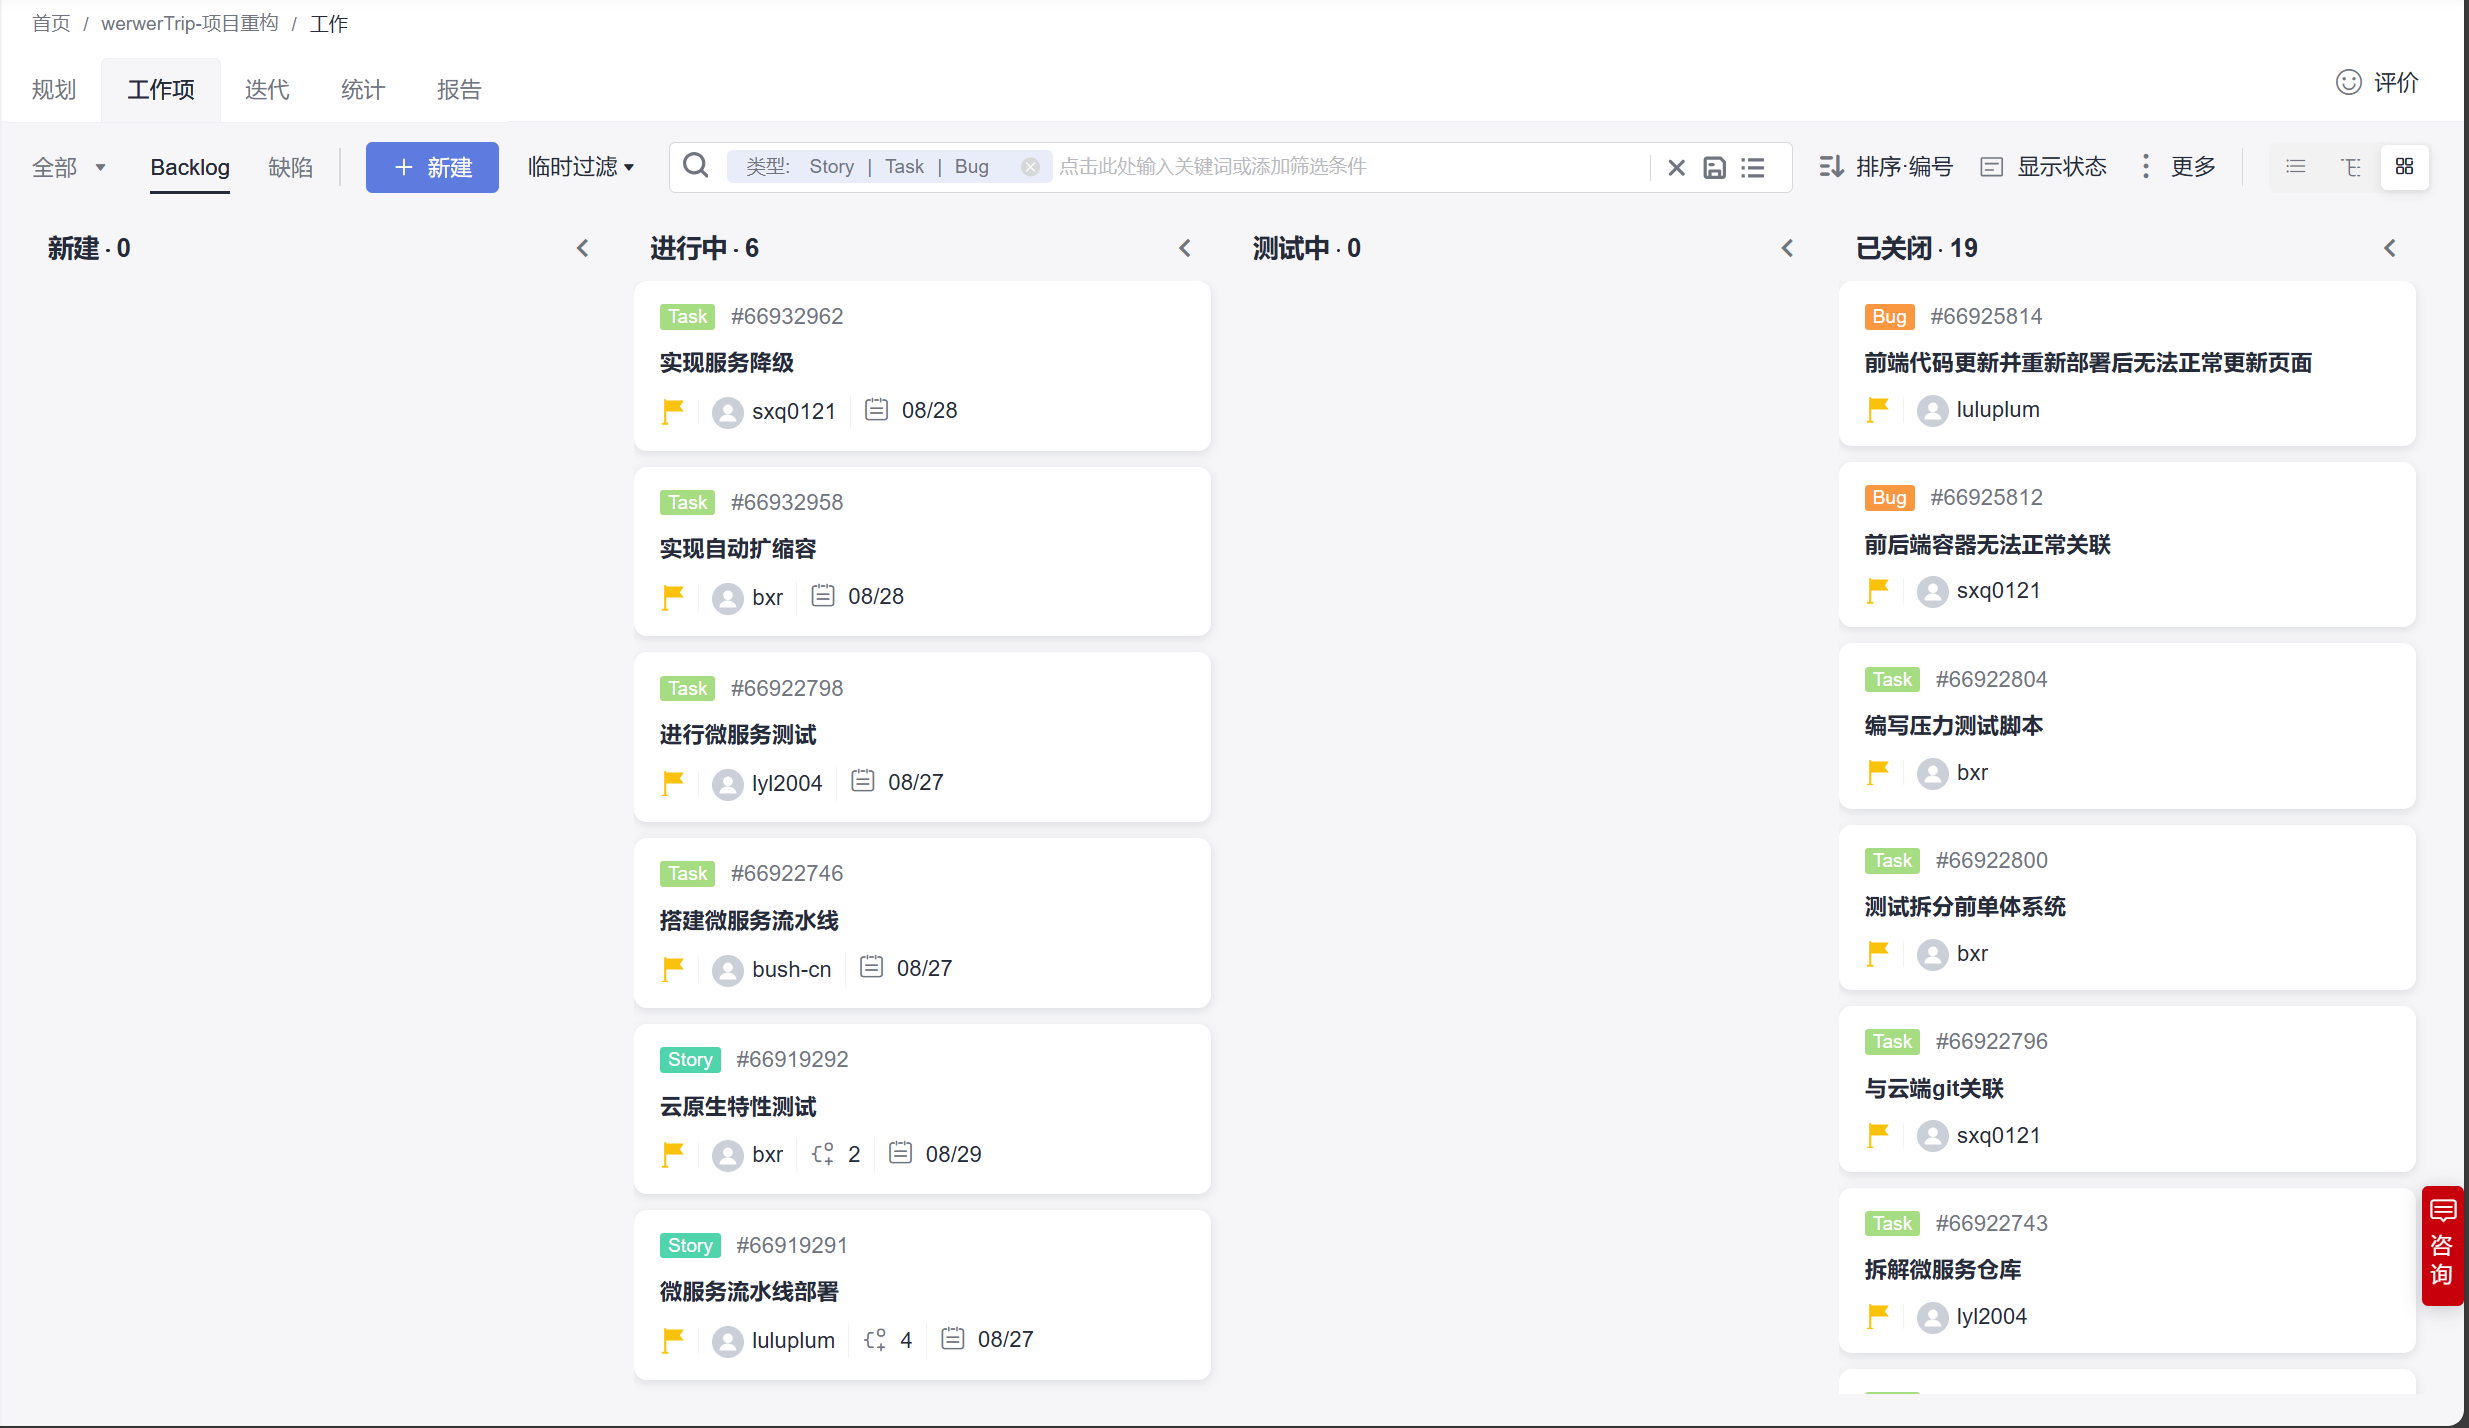 首页 / werwerTrip-项目重构 / 工作
规划 工作项 迭代 统计 报告
评价
全部 Backlog 缺陷 + 新建 临时过滤 类型: Story | Task | Bug 点击此处输入关键词或添加筛选条件 排序·编号 显示状态 更多
新建 · 0
进行中 · 6
Task #66932962
实现服务降级
sxq0121 08/28
Task #66932958
实现自动扩缩容
bxr 08/28
Task #66922798
进行微服务测试
lyl2004 08/27
Task #66922746
搭建微服务流水线
bush-cn 08/27
Story #66919292
云原生特性测试
bxr 2 08/29
Story #66919291
微服务流水线部署
luluplum 4 08/27
测试中 · 0
已关闭 · 19
Bug #66925814
前端代码更新并重新部署后无法正常更新页面
luluplum
Bug #66925812
前后端容器无法正常关联
sxq0121
Task #66922804
编写压力测试脚本
bxr
Task #66922800
测试拆分前单体系统
bxr
Task #66922796
与云端git关联
sxq0121
Task #66922743
拆解微服务仓库
lyl2004
咨询